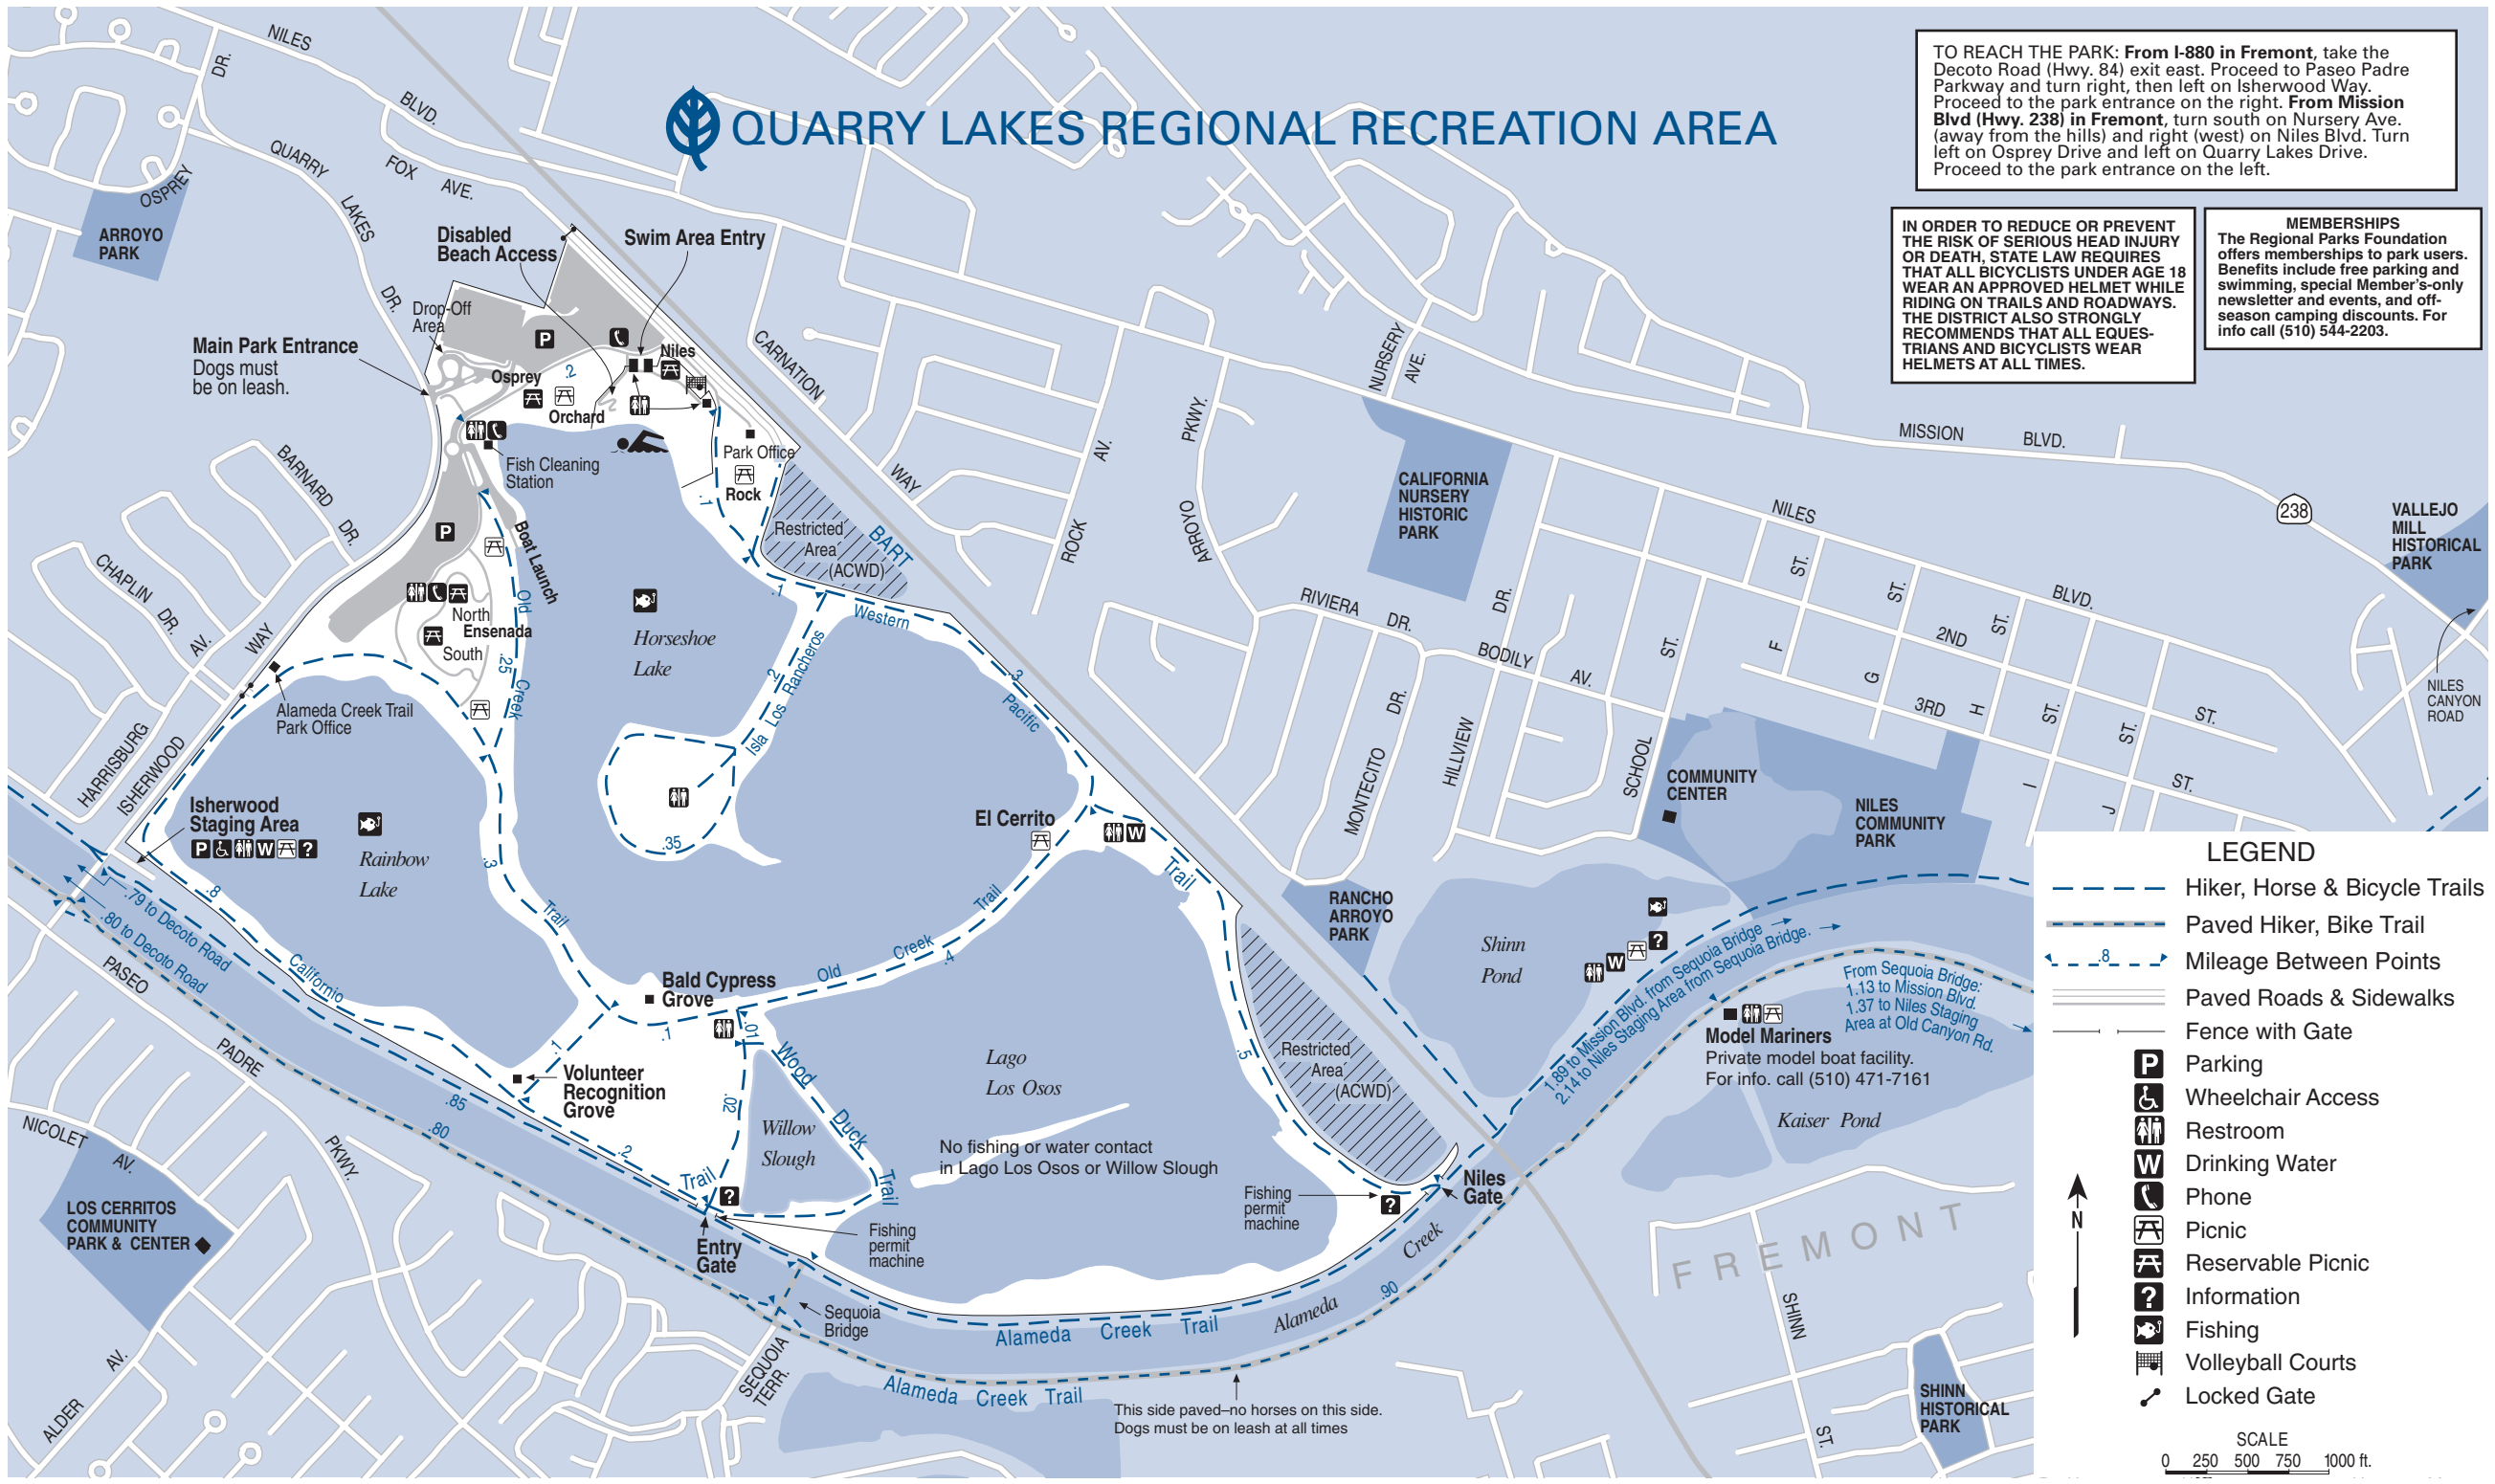 QUARRY LAKES REGIONAL RECREATION AREA
TO REACH THE PARK: From I-880 in Fremont, take the
Decoto Road (Hwy. 84) exit east. Proceed to Paseo Padre
Parkway and turn right, then left on Isherwood Way.
Proceed to the park entrance on the right. From Mission
Blvd (Hwy. 238) in Fremont, turn south on Nursery Ave.
(away from the hills) and right (west) on Niles Blvd. Turn
left on Osprey Drive and left on Quarry Lakes Drive.
Proceed to the park entrance on the left.
IN ORDER TO REDUCE OR PREVENT
THE RISK OF SERIOUS HEAD INJURY
OR DEATH, STATE LAW REQUIRES
THAT ALL BICYCLISTS UNDER AGE 18
WEAR AN APPROVED HELMET WHILE
RIDING ON TRAILS AND ROADWAYS.
THE DISTRICT ALSO STRONGLY
RECOMMENDS THAT ALL EQUES-
TRIANS AND BICYCLISTS WEAR
HELMETS AT ALL TIMES.
MEMBERSHIPS
The Regional Parks Foundation
offers memberships to park users.
Benefits include free parking and
swimming, special Member's-only
newsletter and events, and off-
season camping discounts. For
info call (510) 544-2203.
NILES
BLVD.
DR.
OSPREY
QUARRY
LAKES
DR.
FOX
AVE.
ARROYO
PARK
Disabled
Beach Access
Swim Area Entry
Drop-Off
Area
Main Park Entrance
Dogs must
be on leash.
P
Niles
Osprey
.2
Orchard
Park Office
Rock
.1
Fish Cleaning
Station
Restricted
Area
(ACWD)
BART
CARNATION
WAY
ROCK
AV.
ARROYO
PKWY.
NURSERY
AVE.
MISSION
BLVD.
238
CALIFORNIA
NURSERY
HISTORIC
PARK
VALLEJO
MILL
HISTORICAL
PARK
NILES
CANYON
ROAD
NILES
BLVD.
2ND
ST.
3RD
ST.
F
ST.
G
ST.
H
ST.
I
ST.
J
ST.
SCHOOL
ST.
HILLVIEW
DR.
RIVIERA
DR.
BODILY
AV.
MONTECITO
DR.
BARNARD
DR.
CHAPLIN
DR.
HARRISBURG
AV.
ISHERWOOD
WAY
P
Boat Launch
North
Ensenada
South
Old
Creek
Trail
.25
.3
Horseshoe
Lake
.1
Western
Pacific
Trail
.3
.2
Isla Los Rancheros
.35
Alameda Creek Trail
Park Office
Isherwood
Staging Area
P W ?
Rainbow
Lake
.8
Californio
Trail
El Cerrito
W
Old
Creek
Trail
.4
COMMUNITY
CENTER
NILES
COMMUNITY
PARK
RANCHO
ARROYO
PARK
Shinn
Pond
W ?
1.89 to Mission Blvd. from Sequoia Bridge
2.14 to Niles Staging Area from Sequoia Bridge.
From Sequoia Bridge:
1.13 to Mission Blvd.
1.37 to Niles Staging
Area at Old Canyon Rd.
Model Mariners
Private model boat facility.
For info. call (510) 471-7161
Kaiser Pond
.79 to Decoto Road
.80 to Decoto Road
Bald Cypress
Grove
.1
.1
.01
.02
Wood
Duck
Trail
Volunteer
Recognition
Grove
.85
.80
.2
Willow
Slough
Lago
Los Osos
No fishing or water contact
in Lago Los Osos or Willow Slough
.5
Restricted
Area
(ACWD)
Fishing
permit
machine
?
Niles
Gate
?
Entry
Gate
Fishing
permit
machine
Sequoia
Bridge
Alameda Creek Trail
Alameda
Creek
.90
Alameda Creek Trail
This side paved–no horses on this side.
Dogs must be on leash at all times
PASEO
PADRE
PKWY.
NICOLET
AV.
LOS CERRITOS
COMMUNITY
PARK & CENTER
ALDER
AV.
SEQUOIA
TERR.
FREMONT
SHINN
ST.
SHINN
HISTORICAL
PARK
LEGEND
Hiker, Horse & Bicycle Trails
Paved Hiker, Bike Trail
.8 Mileage Between Points
Paved Roads & Sidewalks
Fence with Gate
P Parking
Wheelchair Access
Restroom
W Drinking Water
Phone
Picnic
Reservable Picnic
? Information
Fishing
Volleyball Courts
Locked Gate
N
SCALE
0 250 500 750 1000 ft.